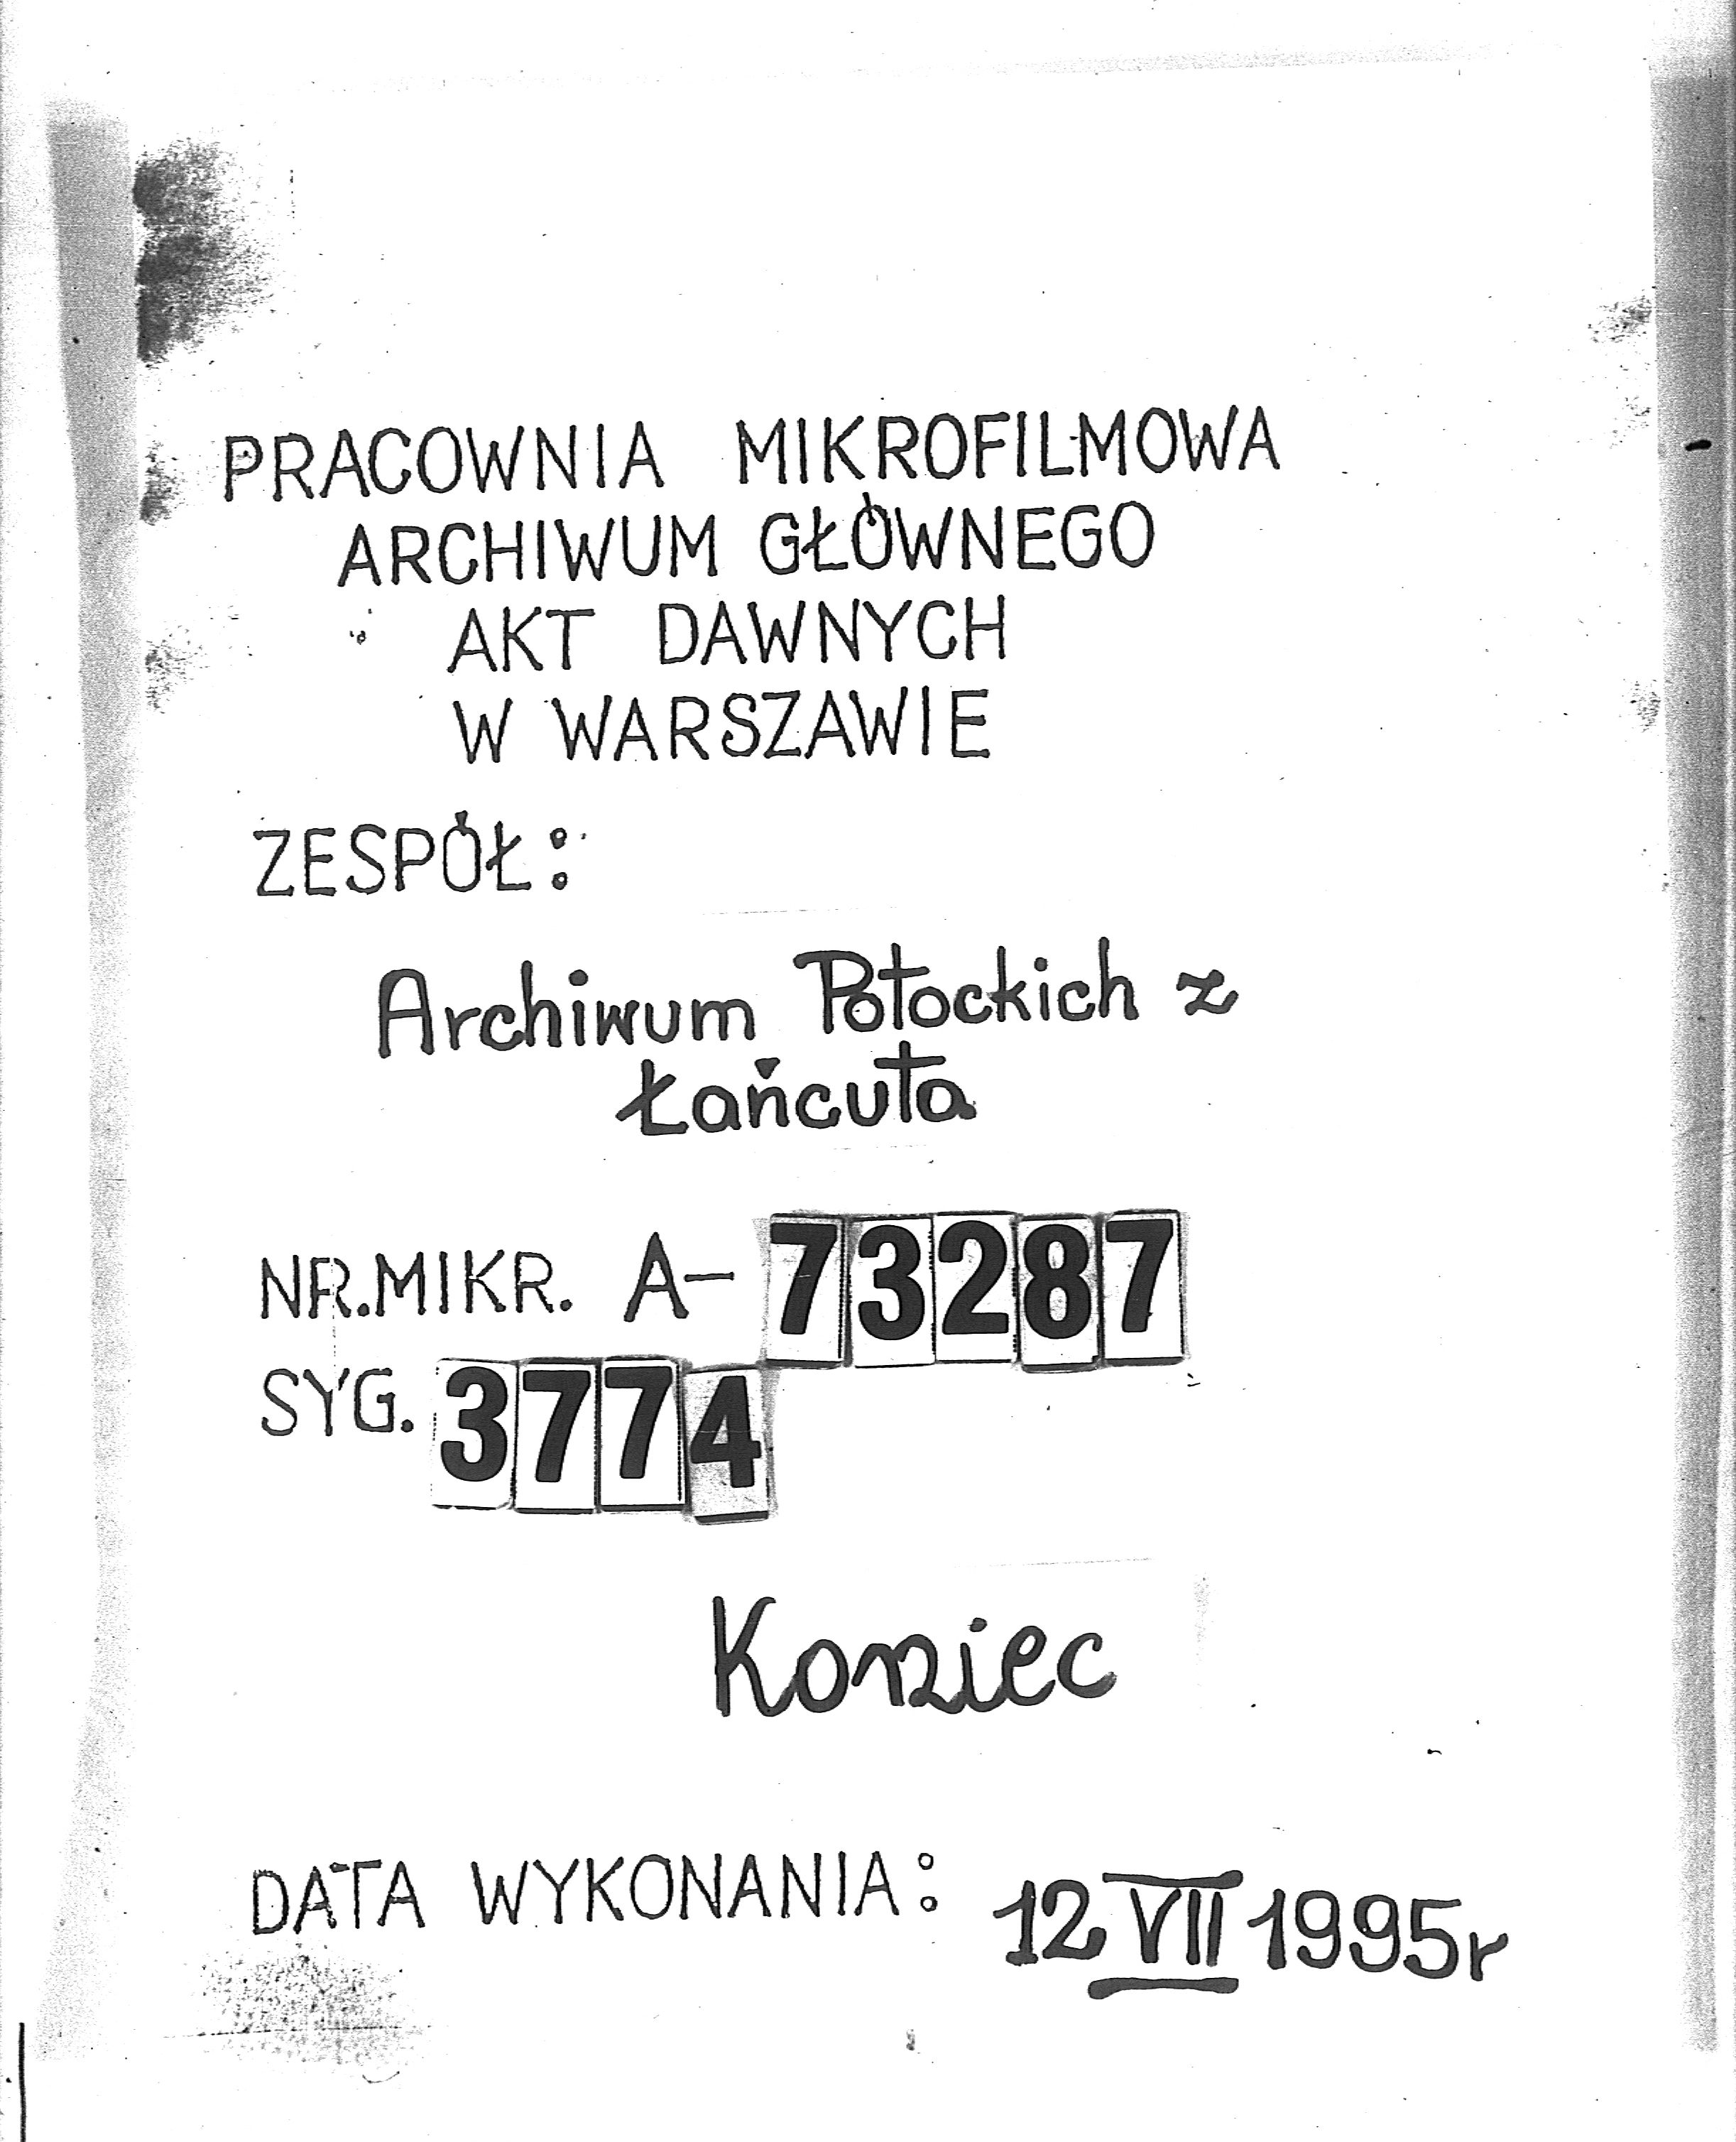 PRACOWNIA MIKROFILMOWA
ARCHIWUM GŁÓWNEGO
AKT DAWNYCH
W WARSZAWIE
ZESPÓŁ:
Archiwum Potockich z
Łańcuta
NR.MIKR. A-73287
SYG. 3774
Koniec
DATA WYKONANIA: 12 VII 1995r